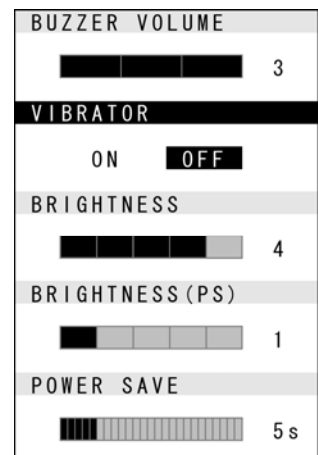 BUZZER VOLUME
3
VIBRATOR
ON OFF
BRIGHTNESS
4
BRIGHTNESS(PS)
1
POWER SAVE
5s